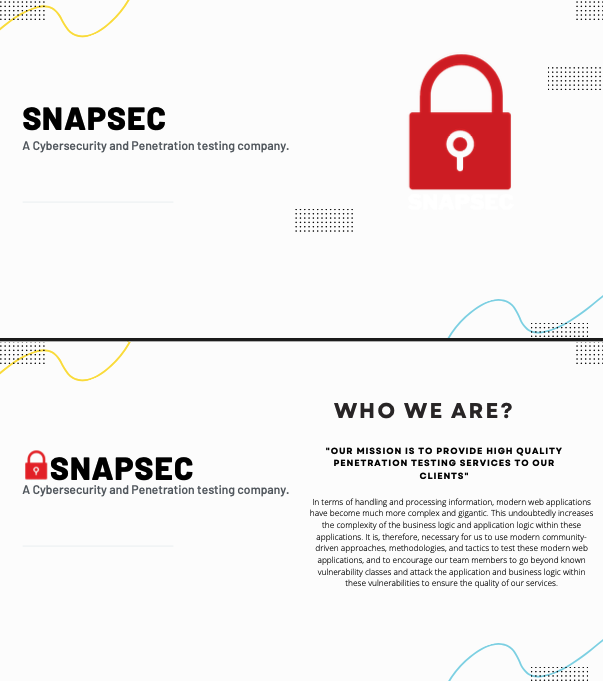 SNAPSEC
A Cybersecurity and Penetration testing company.
SNAPSEC
SNAPSEC
A Cybersecurity and Penetration testing company.
WHO WE ARE?
"OUR MISSION IS TO PROVIDE HIGH QUALITY
PENETRATION TESTING SERVICES TO OUR
CLIENTS"
In terms of handling and processing information, modern web applications
have become much more complex and gigantic. This undoubtedly increases
the complexity of the business logic and application logic within these
applications. It is, therefore, necessary for us to use modern community-
driven approaches, methodologies, and tactics to test these modern web
applications, and to encourage our team members to go beyond known
vulnerability classes and attack the application and business logic within
these vulnerabilities to ensure the quality of our services.